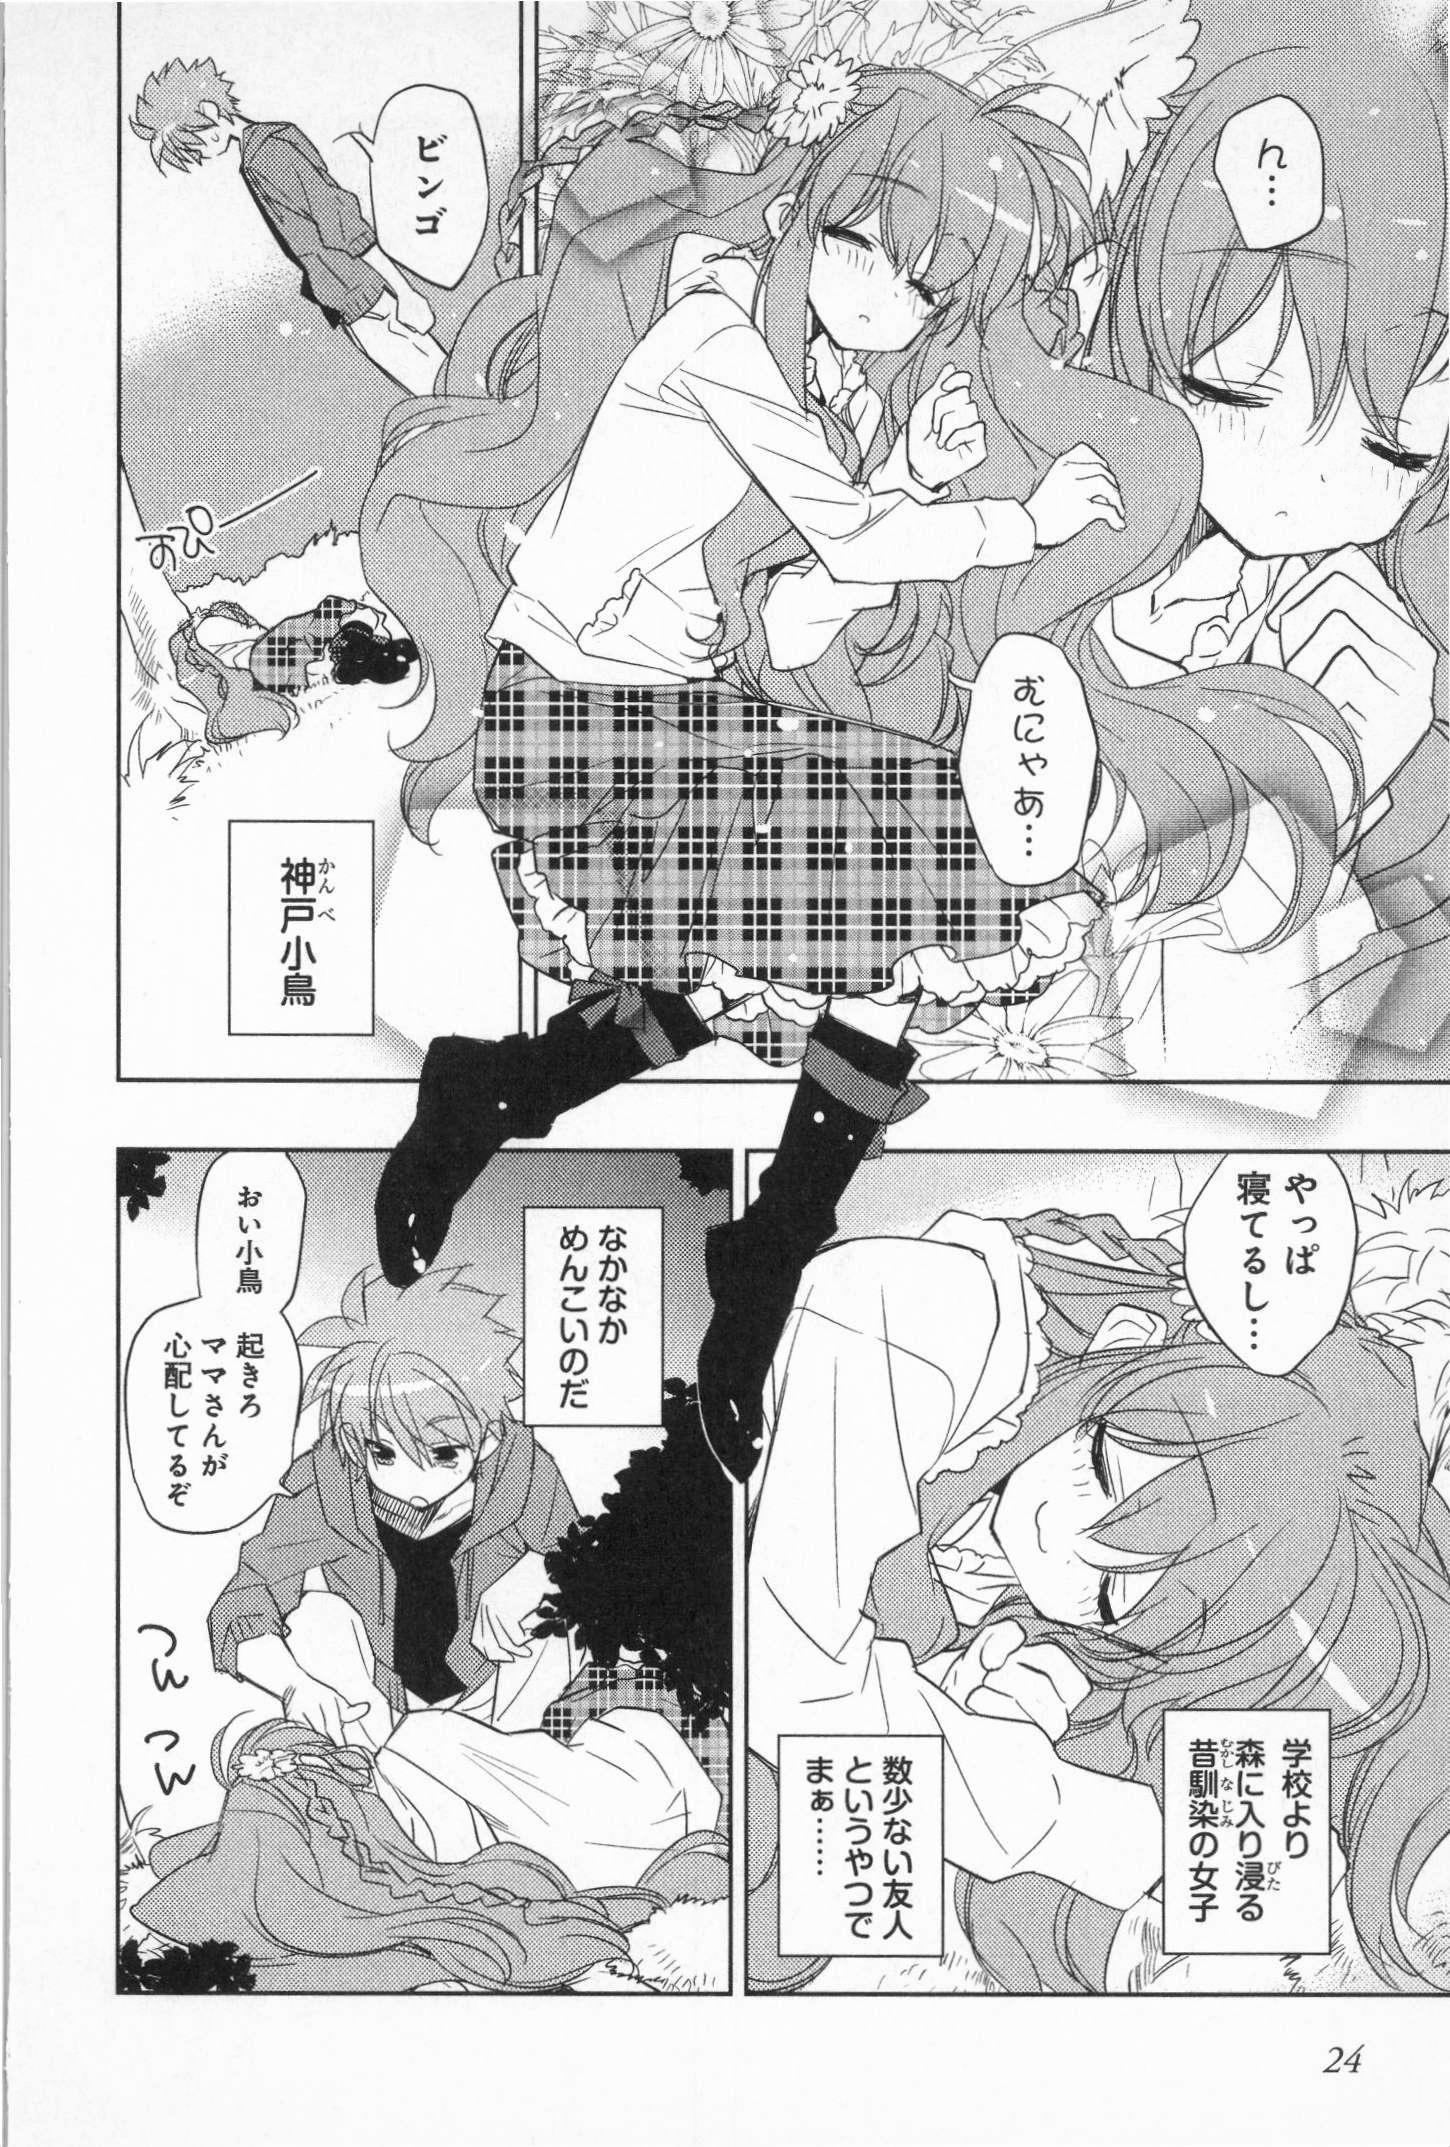 ん…
むにゃあ…
ビンゴ
すぴー
神戸小鳥
かんべ
やっぱ
寝てるし…
学校より
森に入り浸る
びた
昔馴染の女子
むかしなじみ
数少ない友人
というやつで
まぁ……
なかなか
めんこいのだ
おい小鳥
起きろ
ママさんが
心配してるぞ
つん
つん
24